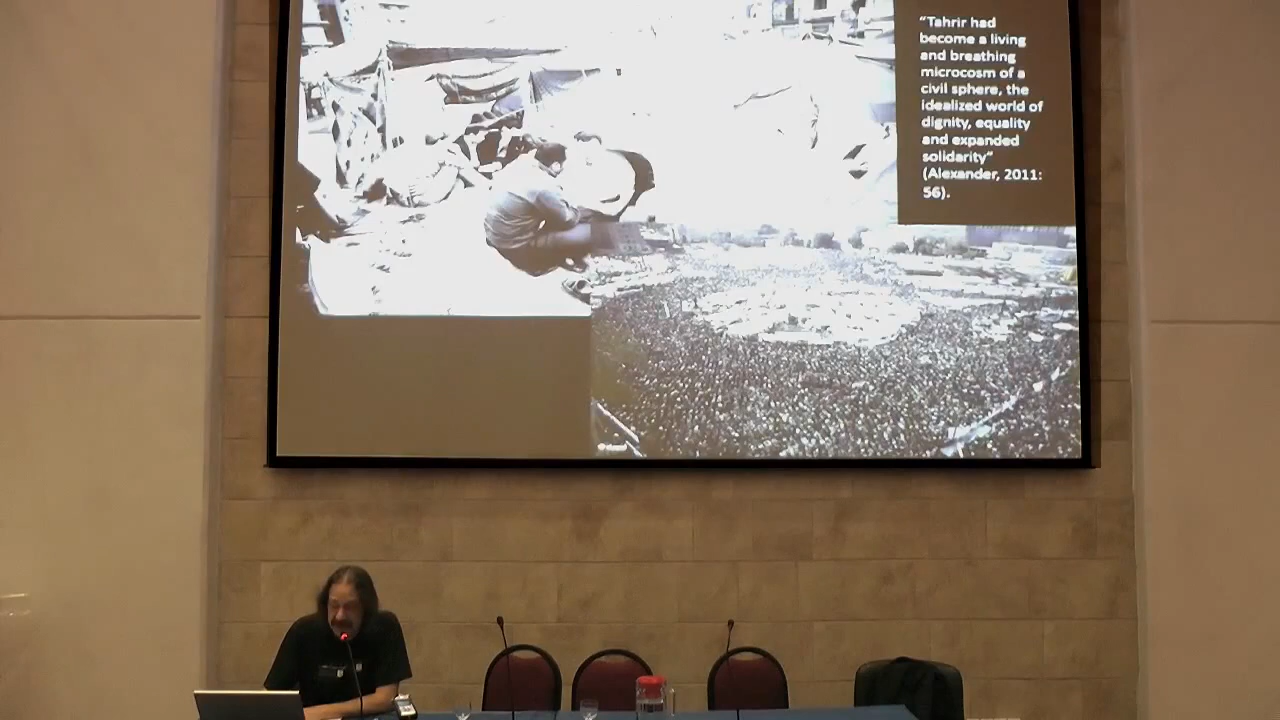 “Tahrir had
become a living
and breathing
microcosm of a
civil sphere, the
idealized world of
dignity, equality
and expanded
solidarity”
(Alexander, 2011:
56).